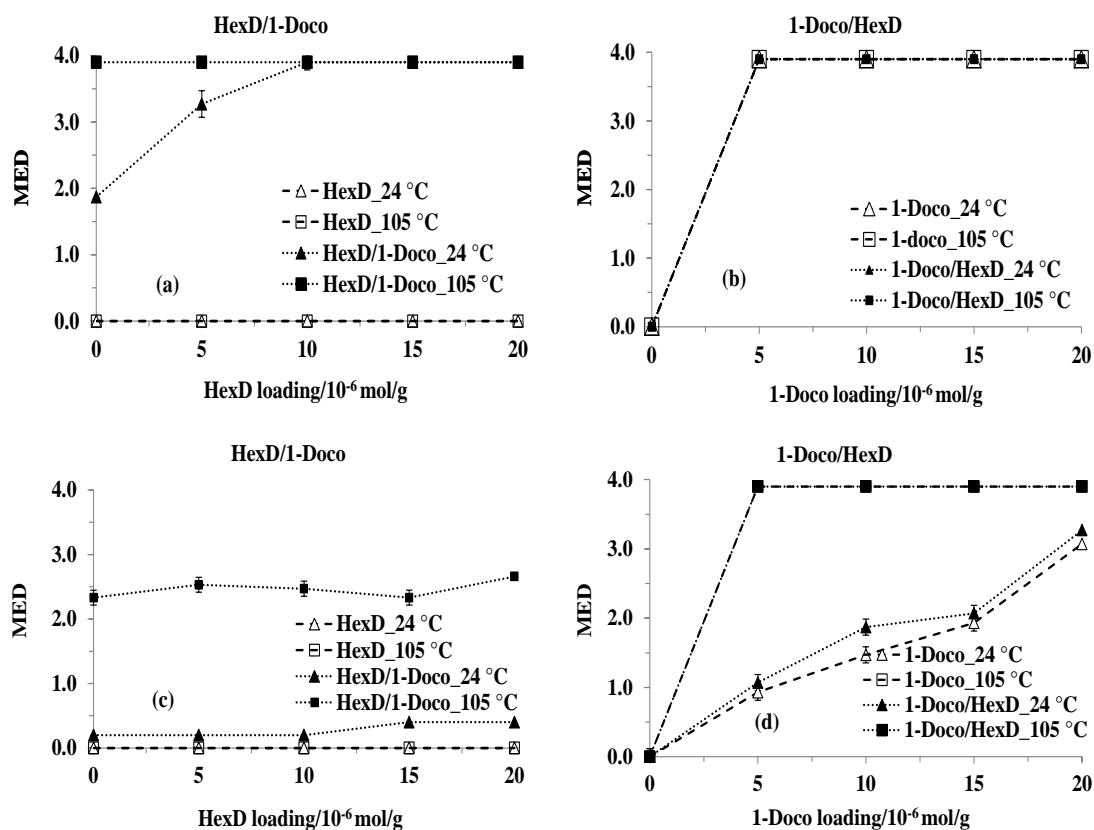 HexD/1-Doco
4.0
3.0
2.0
1.0
0.0
MED
HexD_24 °C
HexD_105 °C
HexD/1-Doco_24 °C
HexD/1-Doco_105 °C
(a)
0 5 10 15 20
HexD loading/10⁻⁶ mol/g
1-Doco/HexD
4.0
3.0
2.0
1.0
0.0
MED
1-Doco_24 °C
1-doco_105 °C
1-Doco/HexD_24 °C
1-Doco/HexD_105 °C
(b)
0 5 10 15 20
1-Doco loading/10⁻⁶ mol/g
HexD/1-Doco
4.0
3.0
2.0
1.0
0.0
MED
HexD_24 °C
HexD_105 °C
HexD/1-Doco_24 °C
HexD/1-Doco_105 °C
(c)
0 5 10 15 20
HexD loading/10⁻⁶ mol/g
1-Doco/HexD
4.0
3.0
2.0
1.0
0.0
MED
1-Doco_24 °C
1-Doco_105 °C
1-Doco/HexD_24 °C
1-Doco/HexD_105 °C
(d)
0 5 10 15 20
1-Doco loading/10⁻⁶ mol/g